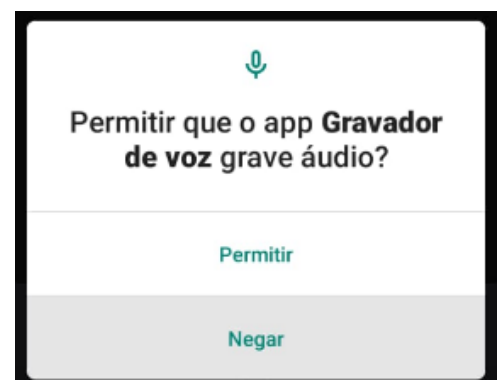 Permitir que o app Gravador
de voz grave áudio?
Permitir
Negar